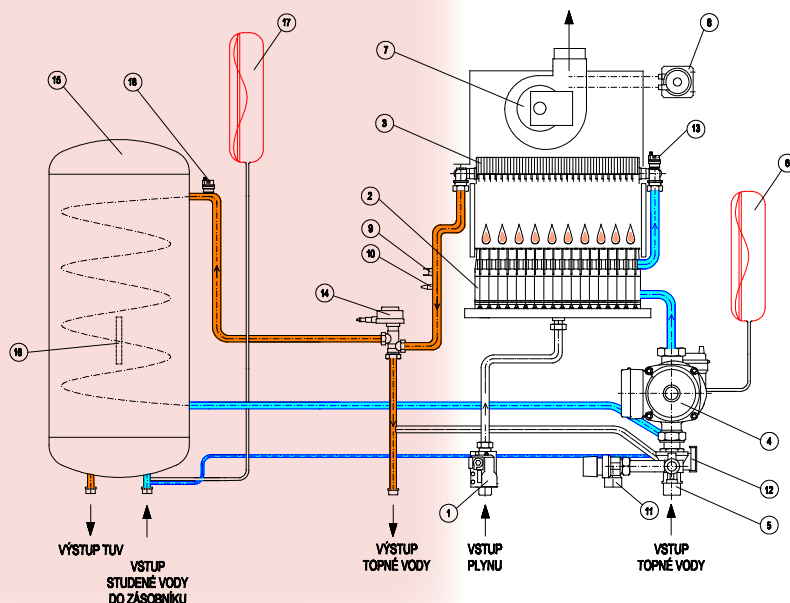 17
7
8
15
16
3
13
6
2
9
10
14
18
4
12
1
11
5
VÝSTUP TUV
VSTUP
STUDENÉ VODY
DO ZÁSOBNÍKU
VÝSTUP
TOPNÉ VODY
VSTUP
PLYNU
VSTUP
TOPNÉ VODY